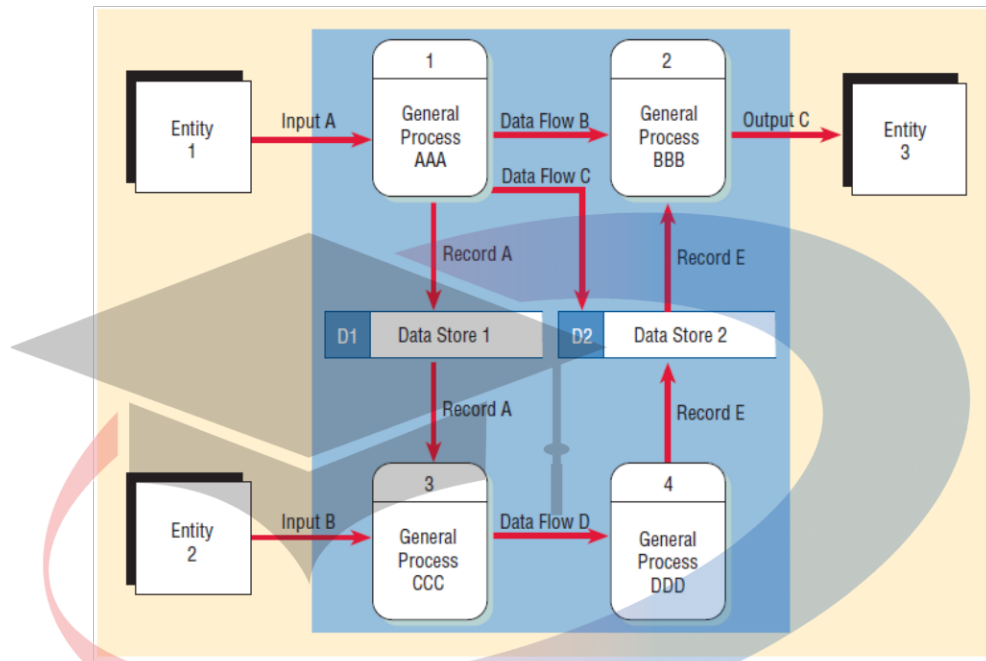 1
2
Entity
1
Input A
General
Process
AAA
Data Flow B
General
Process
BBB
Output C
Entity
3
Data Flow C
Record A
Record E
D1
Data Store 1
D2
Data Store 2
Record A
Record E
3
4
Entity
2
Input B
General
Process
CCC
Data Flow D
General
Process
DDD